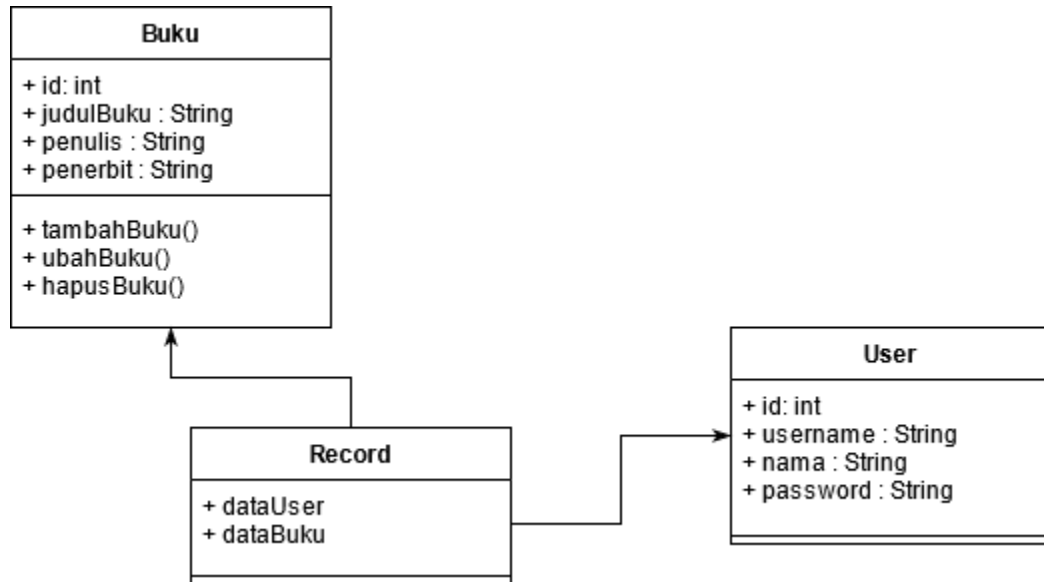 Buku
+ id: int
+ judulBuku : String
+ penulis : String
+ penerbit : String
+ tambahBuku()
+ ubahBuku()
+ hapusBuku()
Record
+ dataUser
+ dataBuku
User
+ id: int
+ username : String
+ nama : String
+ password : String